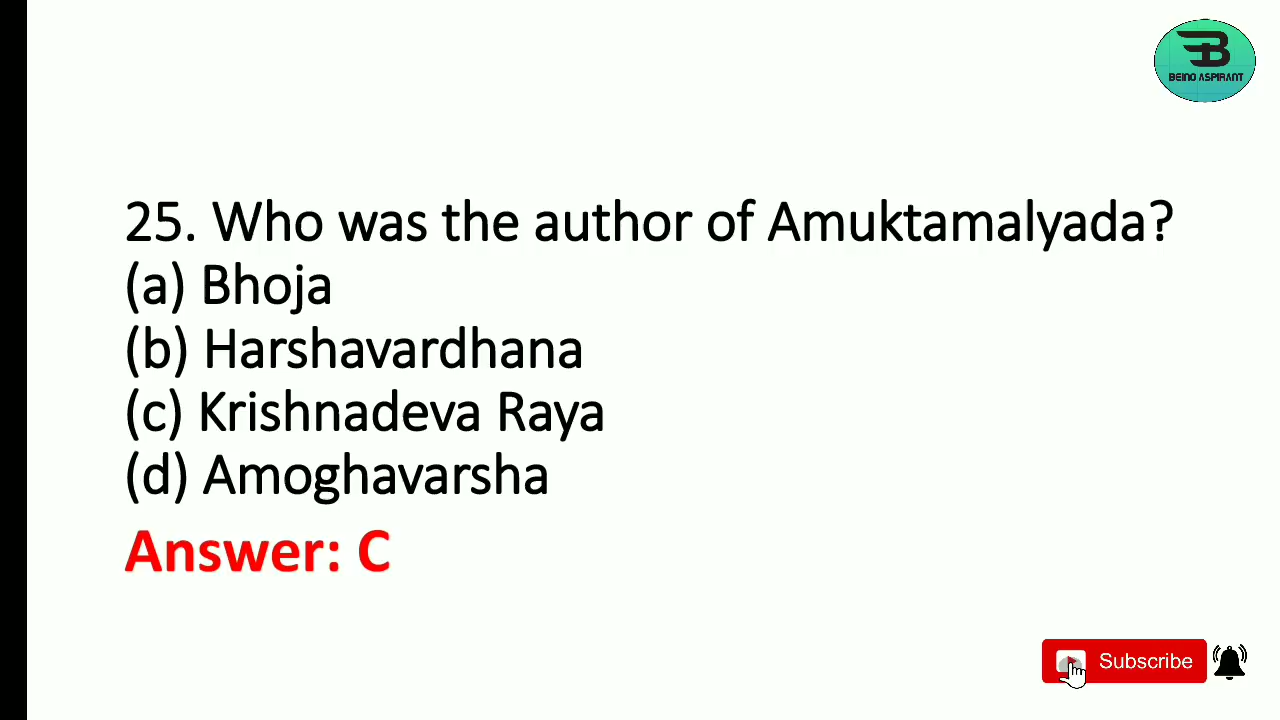 BEING ASPIRANT
25. Who was the author of Amuktamalyada?
(a) Bhoja
(b) Harshavardhana
(c) Krishnadeva Raya
(d) Amoghavarsha
Answer: C
Subscribe